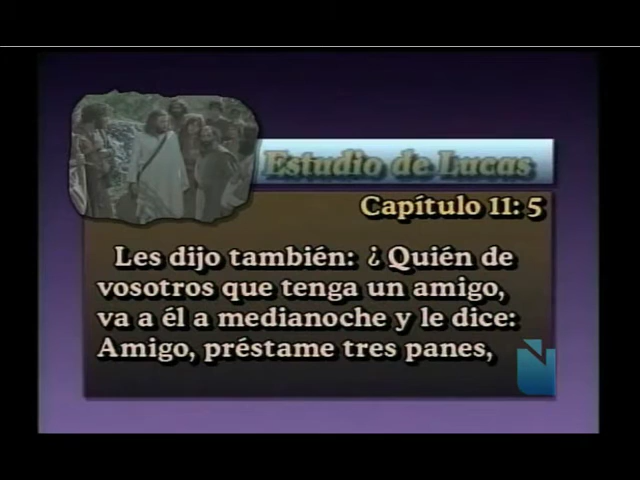 Estudio de Lucas
Capítulo 11: 5
Les dijo también: ¿ Quién de
vosotros que tenga un amigo,
va a él a medianoche y le dice:
Amigo, préstame tres panes,